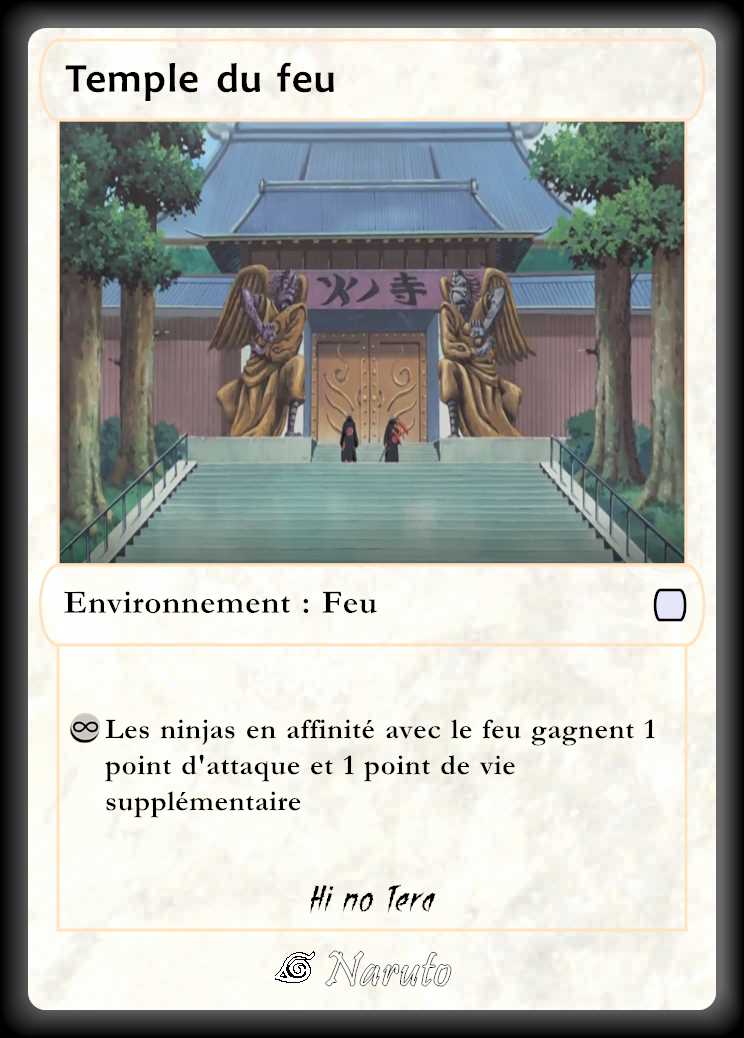 Temple du feu
火ノ寺
Environnement : Feu
∞ Les ninjas en affinité avec le feu gagnent 1
point d'attaque et 1 point de vie
supplémentaire
Hi no Tera
Naruto